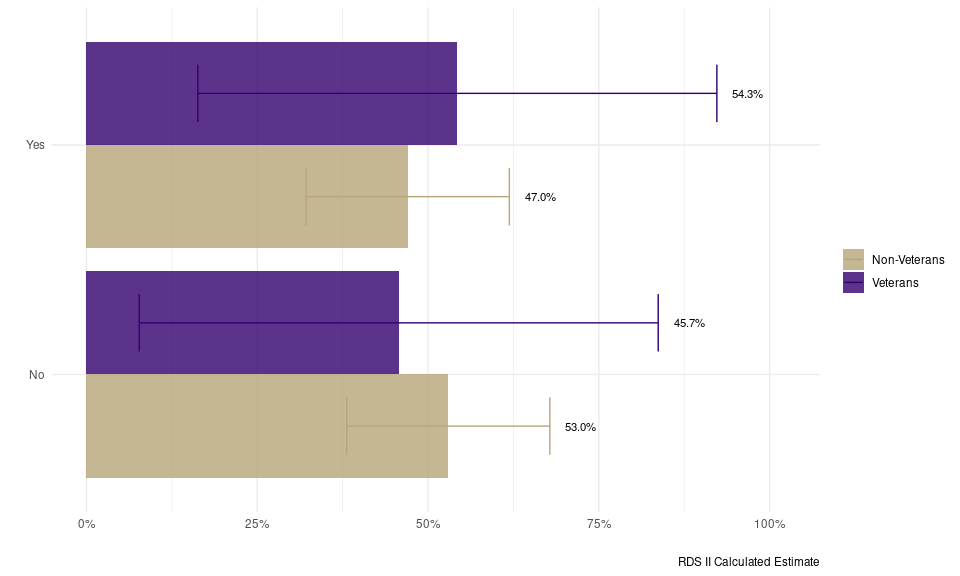 54.3%
Yes
47.0%
Non-Veterans
Veterans
45.7%
No
53.0%
0%
25%
50%
75%
100%
RDS II Calculated Estimate